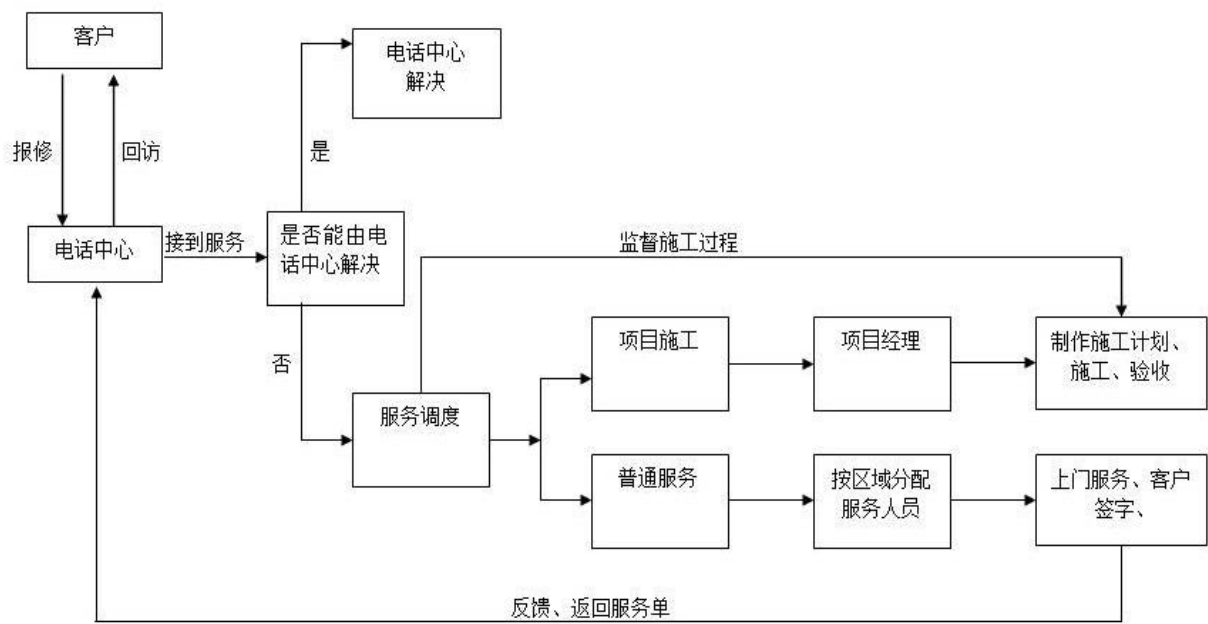 客户
电话中心
解决
报修
回访
是
电话中心
接到服务
是否能由电
话中心解决
监督施工过程
否
项目施工
项目经理
制作施工计划、
施工、验收
服务调度
普通服务
按区域分配
服务人员
上门服务、客户
签字、
反馈、返回服务单